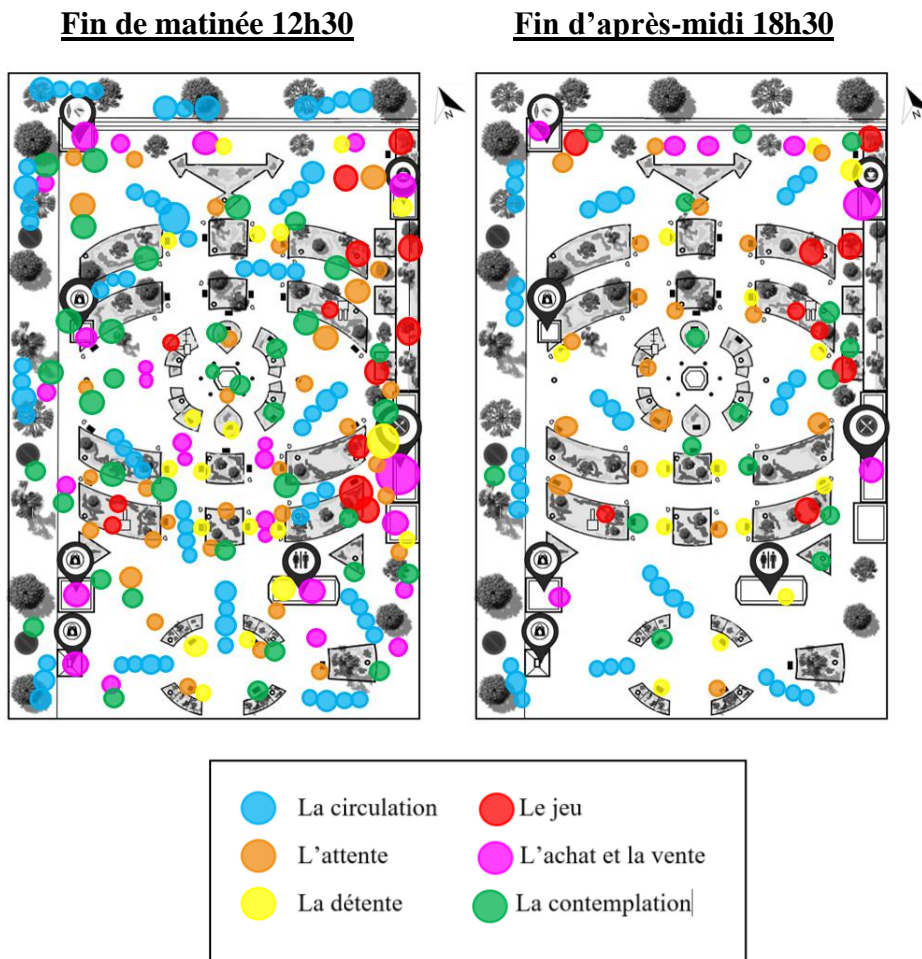 Fin de matinée 12h30
Fin d’après-midi 18h30
N
N
La circulation
Le jeu
L’attente
L’achat et la vente
La détente
La contemplation